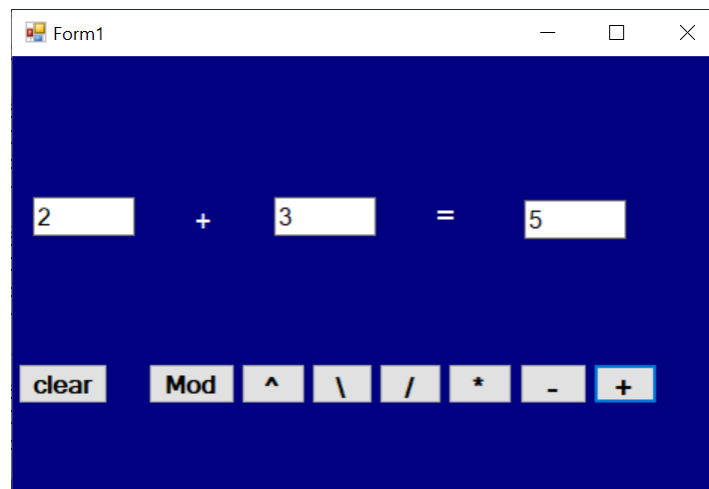 Form1
2 + 3 = 5
clear Mod ^ \ / * - +